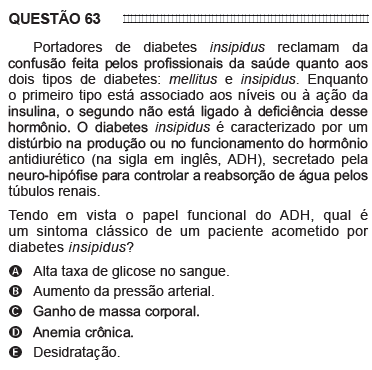 QUESTÃO 63
Portadores de diabetes insipidus reclamam da
confusão feita pelos profissionais da saúde quanto aos
dois tipos de diabetes: mellitus e insipidus. Enquanto
o primeiro tipo está associado aos níveis ou à ação da
insulina, o segundo não está ligado à deficiência desse
hormônio. O diabetes insipidus é caracterizado por um
distúrbio na produção ou no funcionamento do hormônio
antidiurético (na sigla em inglês, ADH), secretado pela
neuro-hipófise para controlar a reabsorção de água pelos
túbulos renais.
Tendo em vista o papel funcional do ADH, qual é
um sintoma clássico de um paciente acometido por
diabetes insipidus?
A Alta taxa de glicose no sangue.
B Aumento da pressão arterial.
C Ganho de massa corporal.
D Anemia crônica.
E Desidratação.